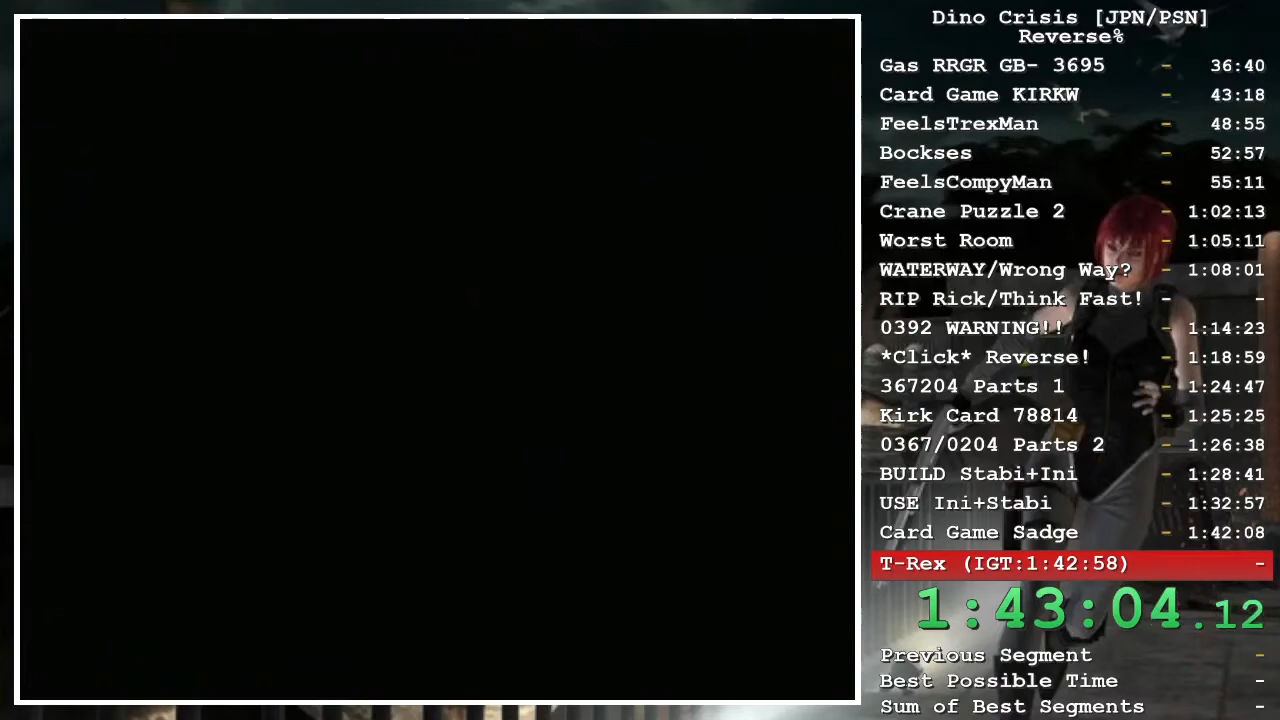 Dino Crisis [JPN/PSN]
Reverse%
Gas RRGR GB- 3695 - 36:40
Card Game KIRKW - 43:18
FeelsTrexMan - 48:55
Bockses - 52:57
FeelsCompyMan - 55:11
Crane Puzzle 2 - 1:02:13
Worst Room - 1:05:11
WATERWAY/Wrong Way? - 1:08:01
RIP Rick/Think Fast! - -
0392 WARNING!! - 1:14:23
*Click* Reverse! - 1:18:59
367204 Parts 1 - 1:24:47
Kirk Card 78814 - 1:25:25
0367/0204 Parts 2 - 1:26:38
BUILD Stabi+Ini - 1:28:41
USE Ini+Stabi - 1:32:57
Card Game Sadge - 1:42:08
T-Rex (IGT:1:42:58) -
1:43:04.12
Previous Segment -
Best Possible Time -
Sum of Best Segments -